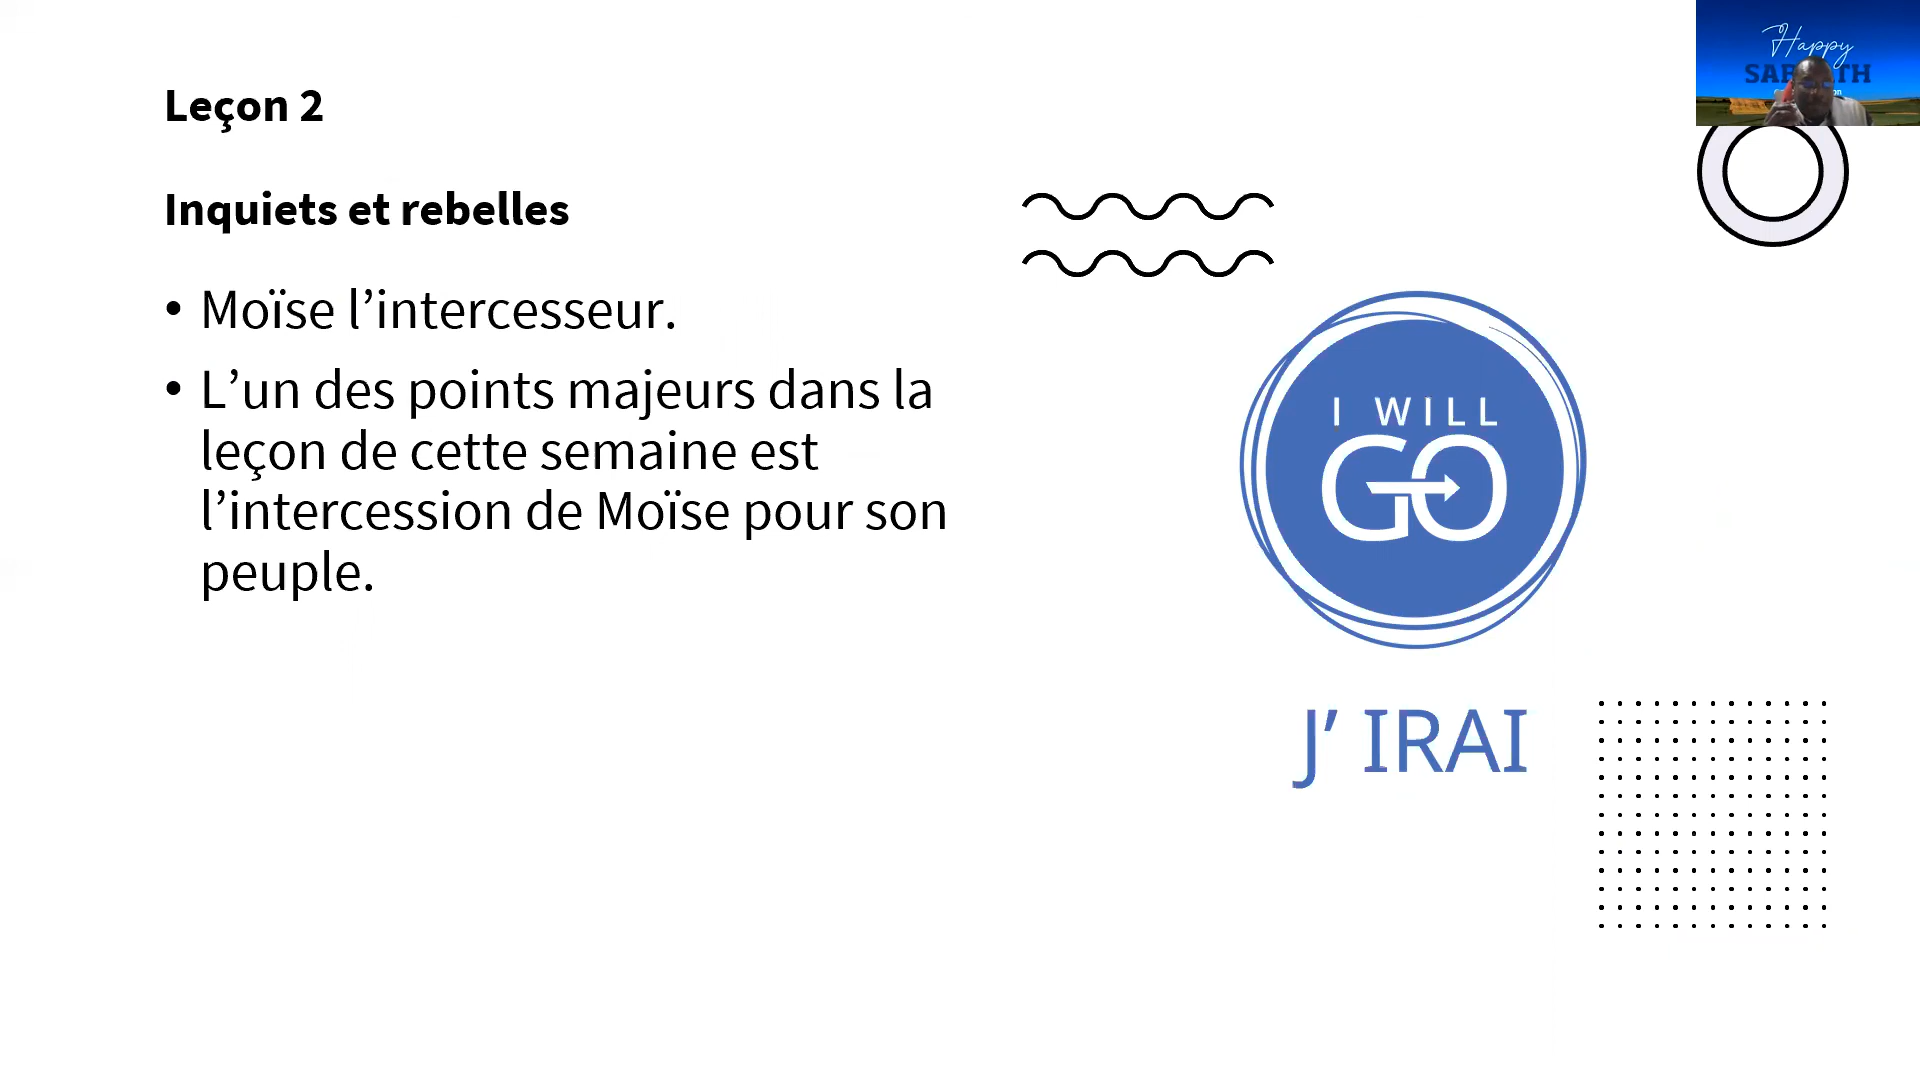 Happy
Leçon 2
Inquiets et rebelles
• Moïse l’intercesseur.
• L’un des points majeurs dans la
leçon de cette semaine est
l’intercession de Moïse pour son
peuple.
I WILL
GO
J’ IRAI